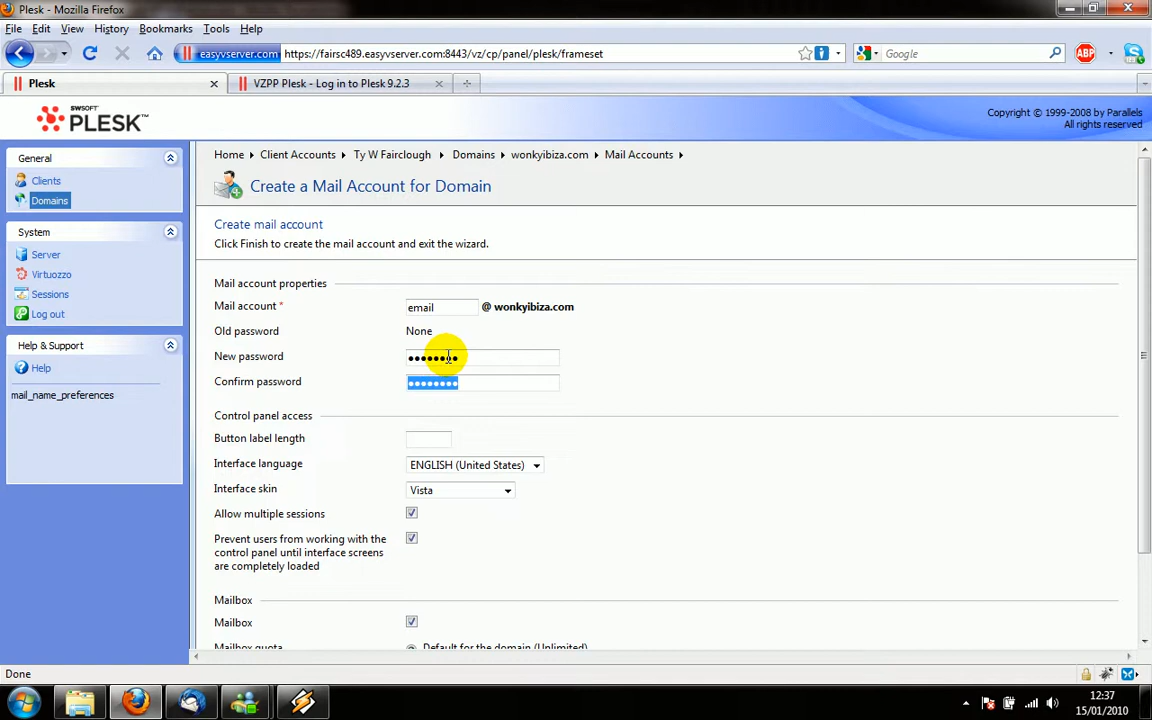 Plesk - Mozilla Firefox
File Edit View History Bookmarks Tools Help
easyvserver.com https://fairsc489.easyvserver.com:8443/vz/cp/panel/plesk/frameset Google ABP
Plesk VZPP Plesk - Log in to Plesk 9.2.3
SWSOFT PLESK™
Copyright © 1999-2008 by Parallels
All rights reserved
General
Clients
Domains
System
Server
Virtuozzo
Sessions
Log out
Help & Support
Help
mail_name_preferences
Home Client Accounts Ty W Fairclough Domains wonkyibiza.com Mail Accounts
Create a Mail Account for Domain
Create mail account
Click Finish to create the mail account and exit the wizard.
Mail account properties
Mail account * email @ wonkyibiza.com
Old password None
New password ••••••••
Confirm password ••••••••
Control panel access
Button label length
Interface language ENGLISH (United States)
Interface skin Vista
Allow multiple sessions
Prevent users from working with the
control panel until interface screens
are completely loaded
Mailbox
Mailbox
Mailbox quota Default for the domain (Unlimited)
Done
12:37
15/01/2010